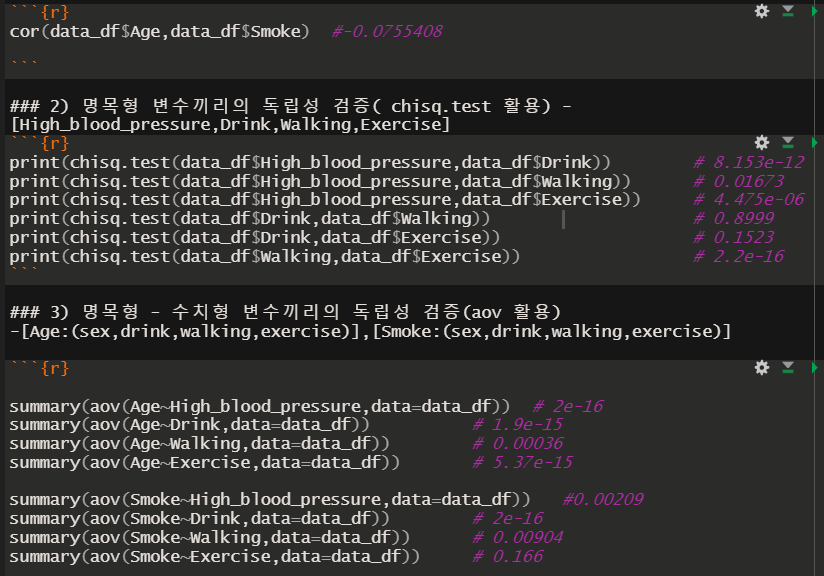 ```{r}
cor(data_df$Age,data_df$Smoke)  #-0.0755408
```
### 2) 명목형 변수끼리의 독립성 검증( chisq.test 활용) -
[High_blood_pressure,Drink,Walking,Exercise]
```{r}
print(chisq.test(data_df$High_blood_pressure,data_df$Drink))        # 8.153e-12
print(chisq.test(data_df$High_blood_pressure,data_df$Walking))      # 0.01673
print(chisq.test(data_df$High_blood_pressure,data_df$Exercise))     # 4.475e-06
print(chisq.test(data_df$Drink,data_df$Walking))                    # 0.8999
print(chisq.test(data_df$Drink,data_df$Exercise))                   # 0.1523
print(chisq.test(data_df$Walking,data_df$Exercise))                 # 2.2e-16
```
### 3) 명목형 - 수치형 변수끼리의 독립성 검증(aov 활용)
-[Age:(sex,drink,walking,exercise)],[Smoke:(sex,drink,walking,exercise)]
```{r}
summary(aov(Age~High_blood_pressure,data=data_df))  # 2e-16
summary(aov(Age~Drink,data=data_df))          # 1.9e-15
summary(aov(Age~Walking,data=data_df))        # 0.00036
summary(aov(Age~Exercise,data=data_df))       # 5.37e-15
summary(aov(Smoke~High_blood_pressure,data=data_df))   #0.00209
summary(aov(Smoke~Drink,data=data_df))        # 2e-16
summary(aov(Smoke~Walking,data=data_df))      # 0.00904
summary(aov(Smoke~Exercise,data=data_df))     # 0.166